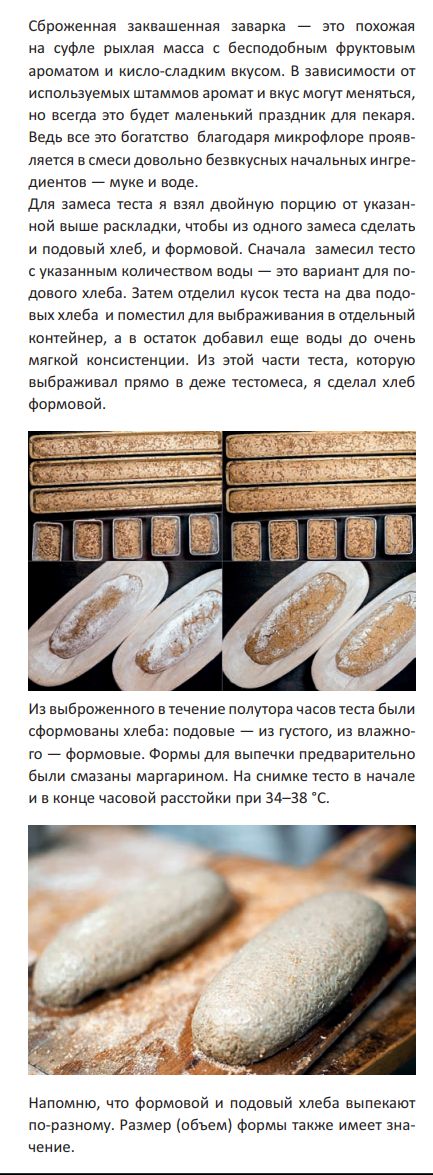 Сброженная заквашенная заварка — это похожая
на суфле рыхлая масса с бесподобным фруктовым
ароматом и кисло-сладким вкусом. В зависимости от
используемых штаммов аромат и вкус могут меняться,
но всегда это будет маленький праздник для пекаря.
Ведь все это богатство благодаря микрофлоре прояв-
ляется в смеси довольно безвкусных начальных ингре-
диентов — муке и воде.
Для замеса теста я взял двойную порцию от указан-
ной выше раскладки, чтобы из одного замеса сделать
и подовый хлеб, и формовой. Сначала замесил тесто
с указанным количеством воды — это вариант для по-
дового хлеба. Затем отделил кусок теста на два подо-
вых хлеба и поместил для выбраживания в отдельный
контейнер, а в остаток добавил еще воды до очень
мягкой консистенции. Из этой части теста, которую
выбраживал прямо в деже тестомеса, я сделал хлеб
формовой.
Из выброженного в течение полутора часов теста были
сформованы хлеба: подовые — из густого, из влажно-
го — формовые. Формы для выпечки предварительно
были смазаны маргарином. На снимке тесто в начале
и в конце часовой расстойки при 34–38 °С.
Напомню, что формовой и подовый хлеба выпекают
по-разному. Размер (объем) формы также имеет зна-
чение.